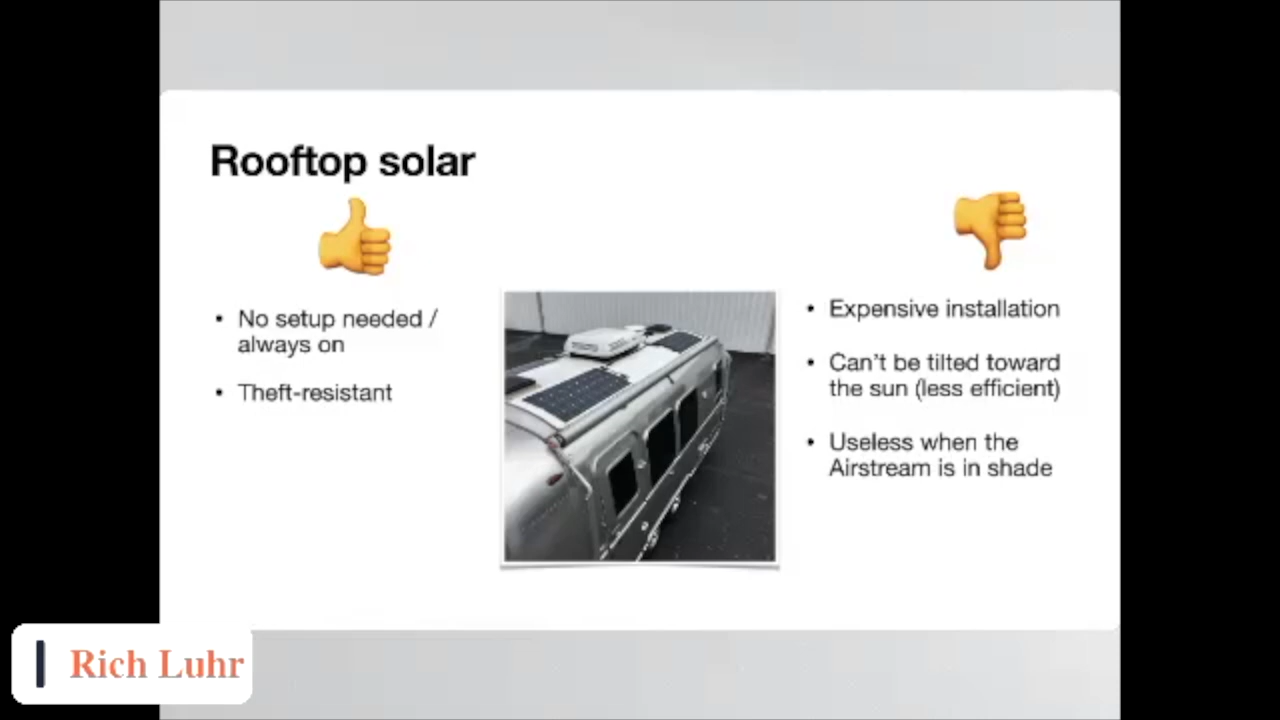 Rooftop solar
• No setup needed /
always on
• Theft-resistant
• Expensive installation
• Can't be tilted toward
the sun (less efficient)
• Useless when the
Airstream is in shade
Rich Luhr